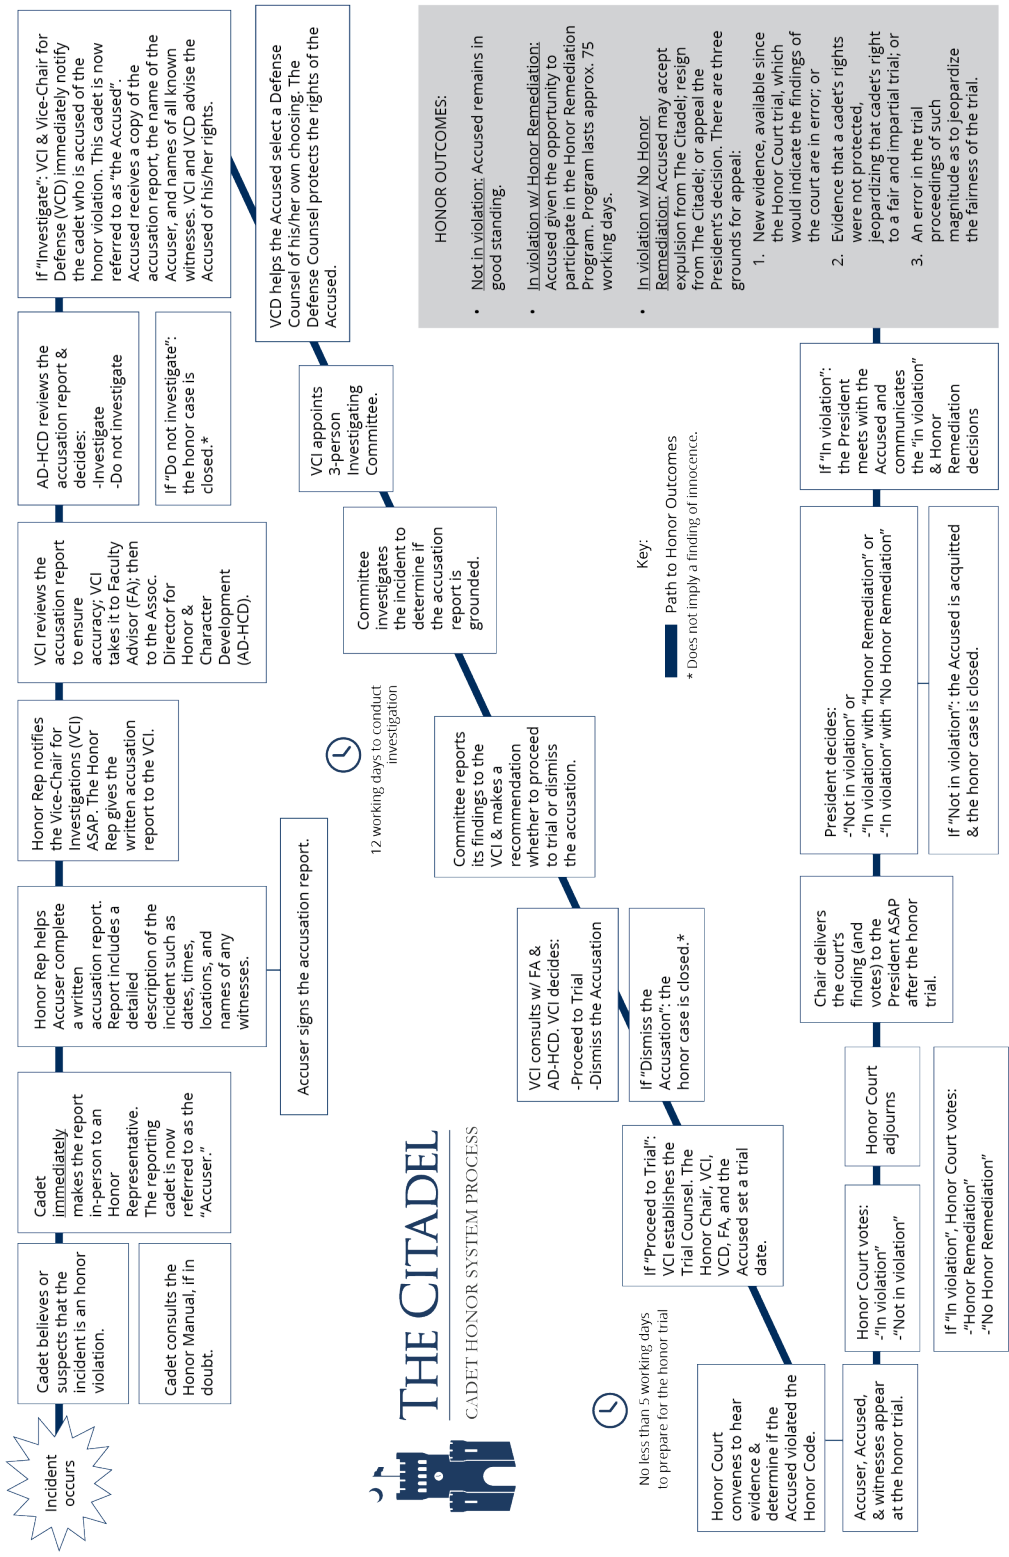 Incident
occurs
Cadet believes or
suspects that the
incident is an honor
violation.
Cadet consults the
Honor Manual, if in
doubt.
Cadet
immediately
makes the report
in-person to an
Honor
Representative.
The reporting
cadet is now
referred to as the
“Accuser.”
Honor Rep helps
Accuser complete
a written
accusation report.
Report includes a
detailed
description of the
incident such as
dates, times,
locations, and
names of any
witnesses.
Accuser signs the accusation report.
Honor Rep notifies
the Vice-Chair for
Investigations (VCI)
ASAP. The Honor
Rep gives the
written accusation
report to the VCI.
VCI reviews the
accusation report
to ensure
accuracy; VCI
takes it to Faculty
Advisor (FA); then
to the Assoc.
Director for
Honor &
Character
Development
(AD-HCD).
AD-HCD reviews the
accusation report &
decides:
-Investigate
-Do not investigate
If “Do not investigate”:
the honor case is
closed.*
If “Investigate”: VCI & Vice-Chair for
Defense (VCD) immediately notify
the cadet who is accused of the
honor violation. This cadet is now
referred to as “the Accused”.
Accused receives a copy of the
accusation report, the name of the
Accuser, and names of all known
witnesses. VCI and VCD advise the
Accused of his/her rights.
VCD helps the Accused select a Defense
Counsel of his/her own choosing. The
Defense Counsel protects the rights of the
Accused.
VCI appoints
3-person
Investigating
Committee.
Committee
investigates
the incident to
determine if
the accusation
report is
grounded.
12 working days to conduct
investigation
Committee reports
its findings to the
VCI & makes a
recommendation
whether to proceed
to trial or dismiss
the accusation.
VCI consults w/ FA &
AD-HCD. VCI decides:
-Proceed to Trial
-Dismiss the Accusation
If “Dismiss the
Accusation”: the
honor case is closed.*
If “Proceed to Trial”:
VCI establishes the
Trial Counsel. The
Honor Chair, VCI,
VCD, FA, and the
Accused set a trial
date.
THE CITADEL
CADET HONOR SYSTEM PROCESS
No less than 5 working days
to prepare for the honor trial
Honor Court
convenes to hear
evidence &
determine if the
Accused violated the
Honor Code.
Accuser, Accused,
& witnesses appear
at the honor trial.
Honor Court votes:
-“In violation”
-“Not in violation”
If “In violation”, Honor Court votes:
-“Honor Remediation”
-“No Honor Remediation”
Honor Court
adjourns
Chair delivers
the court’s
finding (and
votes) to the
President ASAP
after the honor
trial.
President decides:
-“Not in violation” or
-“In violation” with “Honor Remediation” or
-“In violation” with “No Honor Remediation”
If “Not in violation”: the Accused is acquitted
& the honor case is closed.
If “In violation”:
the President
meets with the
Accused and
communicates
the “in violation”
& Honor
Remediation
decisions
Key:
Path to Honor Outcomes
* Does not imply a finding of innocence.
HONOR OUTCOMES:
• Not in violation: Accused remains in
good standing.
• In violation w/ Honor Remediation:
Accused given the opportunity to
participate in the Honor Remediation
Program. Program lasts approx. 75
working days.
• In violation w/ No Honor
Remediation: Accused may accept
expulsion from The Citadel; resign
from The Citadel; or appeal the
President’s decision. There are three
grounds for appeal:
1. New evidence, available since
the Honor Court trial, which
would indicate the findings of
the court are in error; or
2. Evidence that a cadet’s rights
were not protected,
jeopardizing that cadet’s right
to a fair and impartial trial; or
3. An error in the trial
proceedings of such
magnitude as to jeopardize
the fairness of the trial.